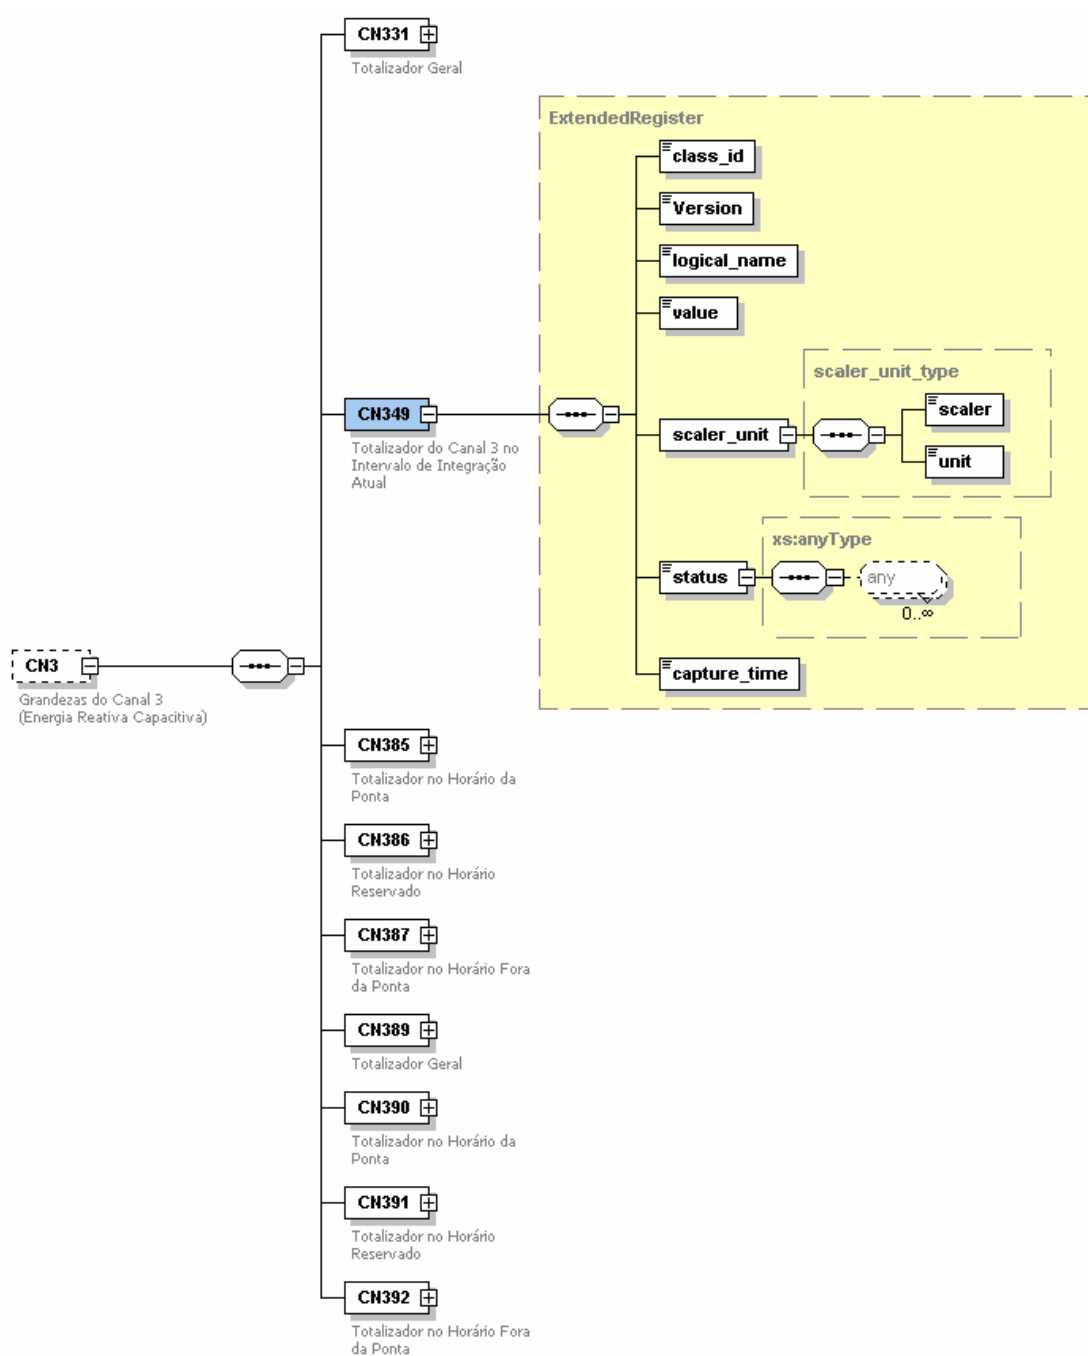 CN331
Totalizador Geral
ExtendedRegister
class_id
Version
logical_name
value
scaler_unit_type
scaler
CN349
Totalizador do Canal 3 no
Intervalo de Integração
Atual
scaler_unit
unit
xs:anyType
status
any
0..∞
CN3
Grandezas do Canal 3
(Energia Reativa Capacitiva)
capture_time
CN385
Totalizador no Horário da
Ponta
CN386
Totalizador no Horário
Reservado
CN387
Totalizador no Horário Fora
da Ponta
CN389
Totalizador Geral
CN390
Totalizador no Horário da
Ponta
CN391
Totalizador no Horário
Reservado
CN392
Totalizador no Horário Fora
da Ponta